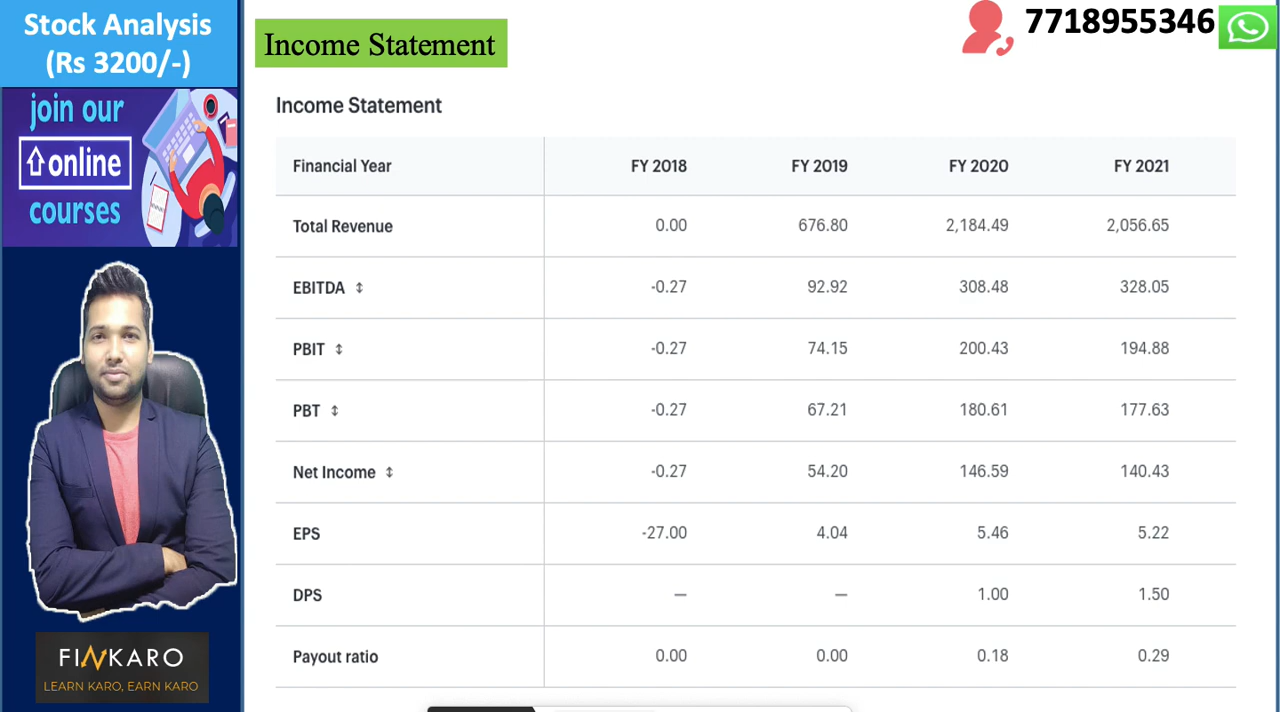 Stock Analysis
(Rs 3200/-)
join our
online
courses
FINKARO
LEARN KARO, EARN KARO
Income Statement
7718955346
Income Statement
Financial Year FY 2018 FY 2019 FY 2020 FY 2021
Total Revenue 0.00 676.80 2,184.49 2,056.65
EBITDA -0.27 92.92 308.48 328.05
PBIT -0.27 74.15 200.43 194.88
PBT -0.27 67.21 180.61 177.63
Net Income -0.27 54.20 146.59 140.43
EPS -27.00 4.04 5.46 5.22
DPS — — 1.00 1.50
Payout ratio 0.00 0.00 0.18 0.29